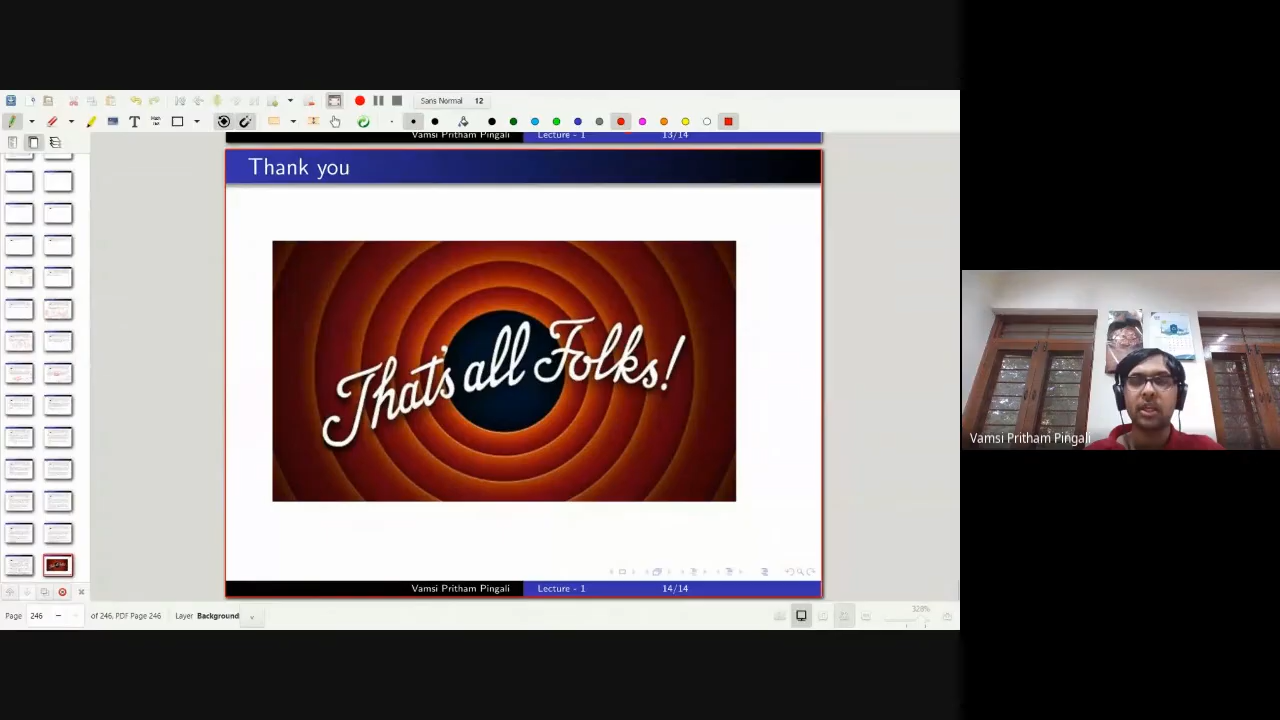 Sans Normal 12
Vamsi Pritham Pingali Lecture - 1 13/14
Thank you
That's all Folks!
Vamsi Pritham Pingali
Vamsi Pritham Pingali Lecture - 1 14/14
Page 246 of 246, PDF Page 246 Layer Background
320%